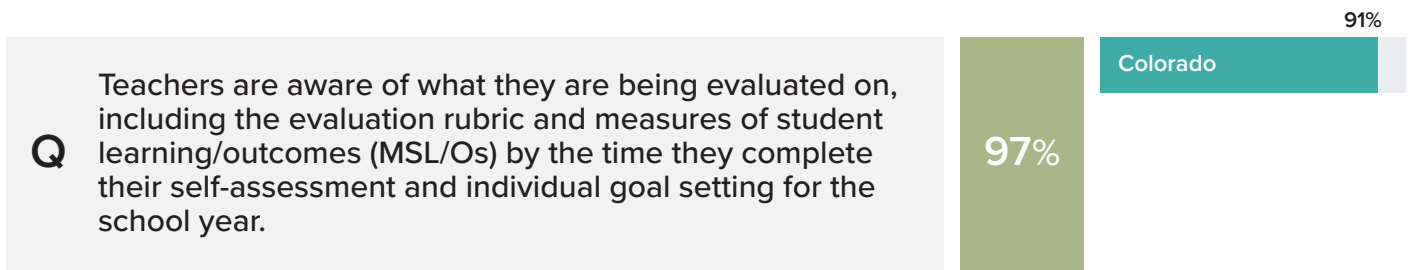 91%
Colorado
Q
Teachers are aware of what they are being evaluated on,
including the evaluation rubric and measures of student
learning/outcomes (MSL/Os) by the time they complete
their self-assessment and individual goal setting for the
school year.
97%